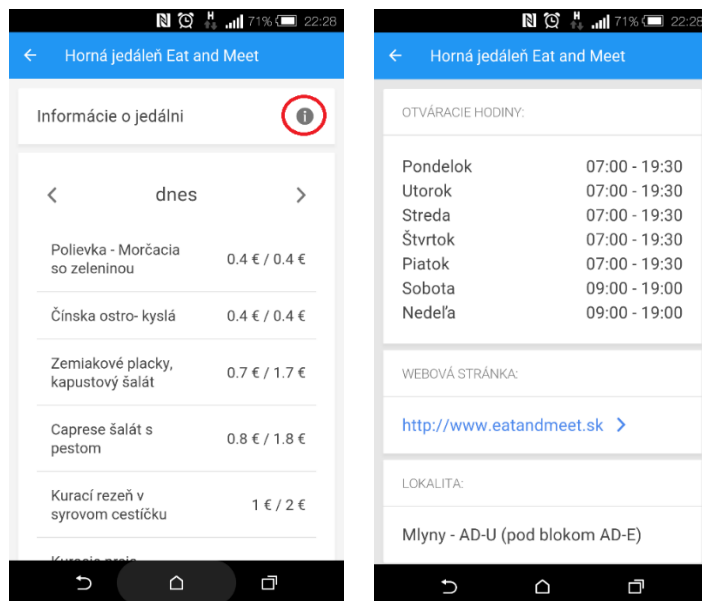 H
71% 22:28
Horná jedáleň Eat and Meet
Informácie o jedálni
dnes
Polievka - Morčacia
so zeleninou
0.4 € / 0.4 €
Čínska ostro- kyslá
0.4 € / 0.4 €
Zemiakové placky,
kapustový šalát
0.7 € / 1.7 €
Caprese šalát s
pestom
0.8 € / 1.8 €
Kurací rezeň v
syrovom cestíčku
1 € / 2 €
H
71% 22:28
Horná jedáleň Eat and Meet
OTVÁRACIE HODINY:
Pondelok 07:00 - 19:30
Utorok 07:00 - 19:30
Streda 07:00 - 19:30
Štvrtok 07:00 - 19:30
Piatok 07:00 - 19:30
Sobota 09:00 - 19:00
Nedeľa 09:00 - 19:00
WEBOVÁ STRÁNKA:
http://www.eatandmeet.sk
LOKALITA:
Mlyny - AD-U (pod blokom AD-E)